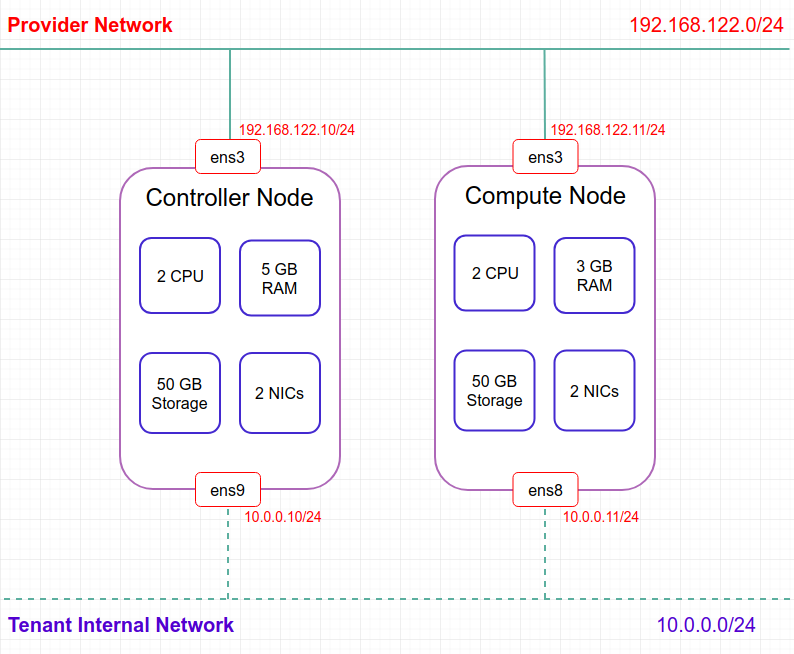 Provider Network
192.168.122.0/24
192.168.122.10/24
ens3
Controller Node
2 CPU
5 GB
RAM
50 GB
Storage
2 NICs
ens9
10.0.0.10/24
192.168.122.11/24
ens3
Compute Node
2 CPU
3 GB
RAM
50 GB
Storage
2 NICs
ens8
10.0.0.11/24
Tenant Internal Network
10.0.0.0/24